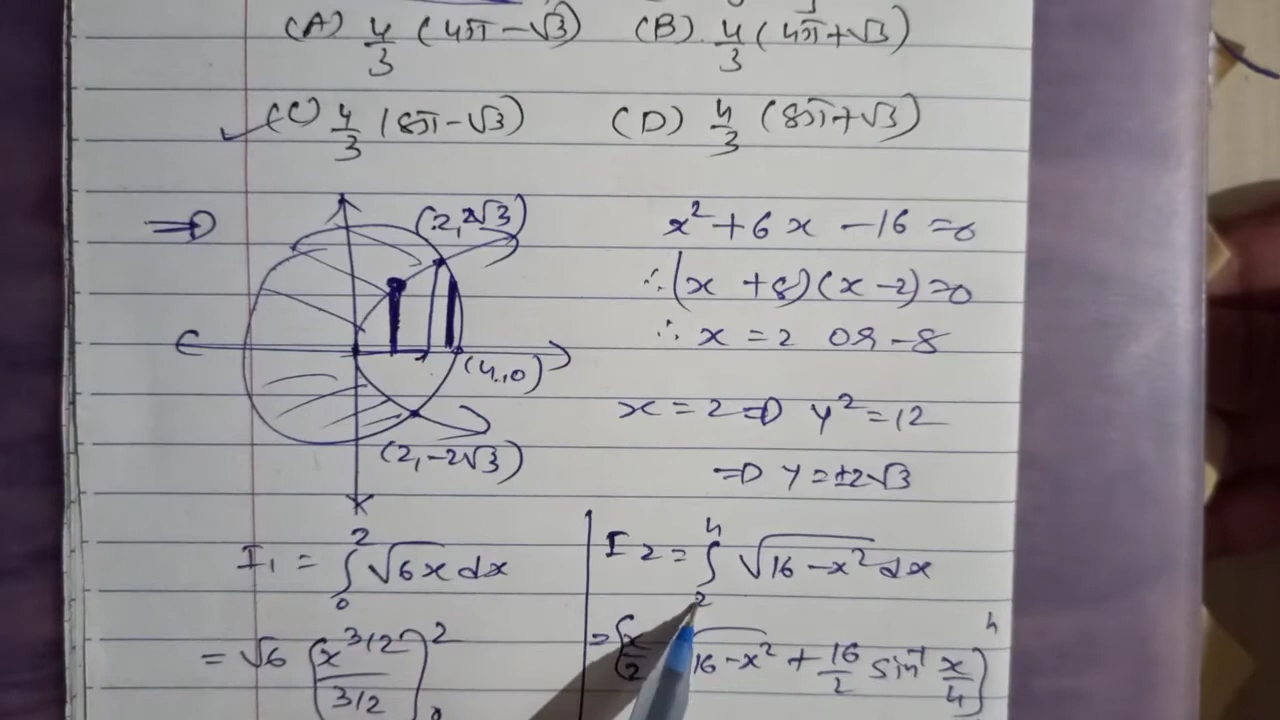 (A) 4/3 (4π - √3) (B) 4/3 (4π + √3)
(C) 4/3 (8π - √3) (D) 4/3 (8π + √3)
⇒
(2, 2√3)
(4, 0)
(2, -2√3)
x² + 6x - 16 = 0
∴ (x + 8)(x - 2) = 0
∴ x = 2 OR -8
x = 2 ⇒ y² = 12
⇒ y = ±2√3
I₁ = ∫₀² √6x dx
= √6 [x^3/2 / 3/2]₀²
I₂ = ∫₂⁴ √16 - x² dx
= [x/2 √16 - x² + 16/2 sin⁻¹ x/4]⁴